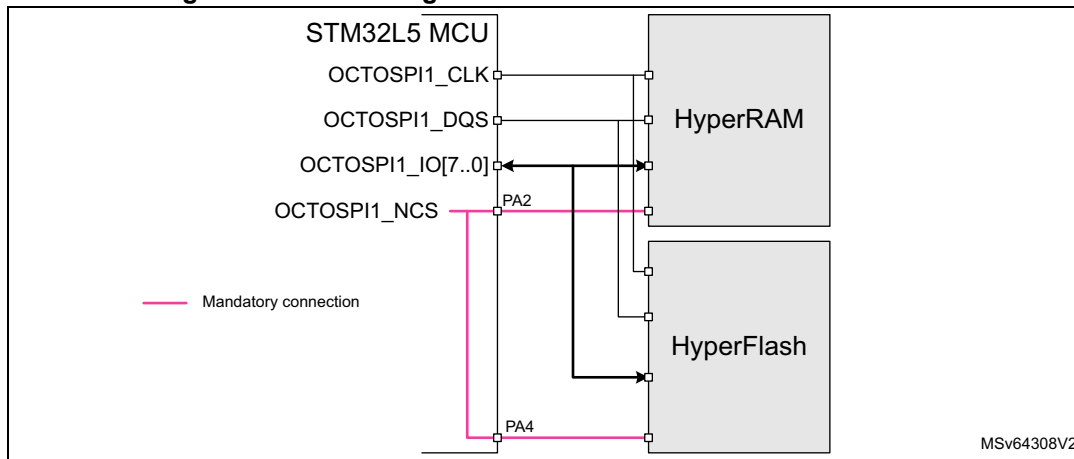 STM32L5 MCU
OCTOSPI1_CLK
OCTOSPI1_DQS
OCTOSPI1_IO[7..0]
OCTOSPI1_NCS
PA2
HyperRAM
Mandatory connection
HyperFlash
PA4
MSv64308V2